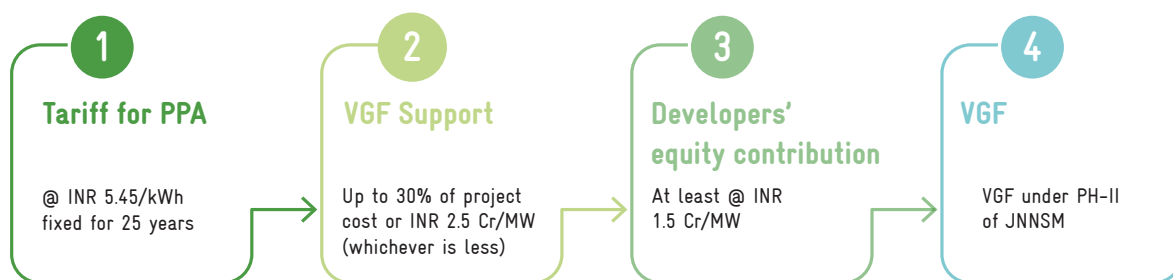 1
Tariff for PPA
@ INR 5.45/kWh
fixed for 25 years
2
VGF Support
Up to 30% of project
cost or INR 2.5 Cr/MW
(whichever is less)
3
Developers'
equity contribution
At least @ INR
1.5 Cr/MW
4
VGF
VGF under PH-II
of JNNSM